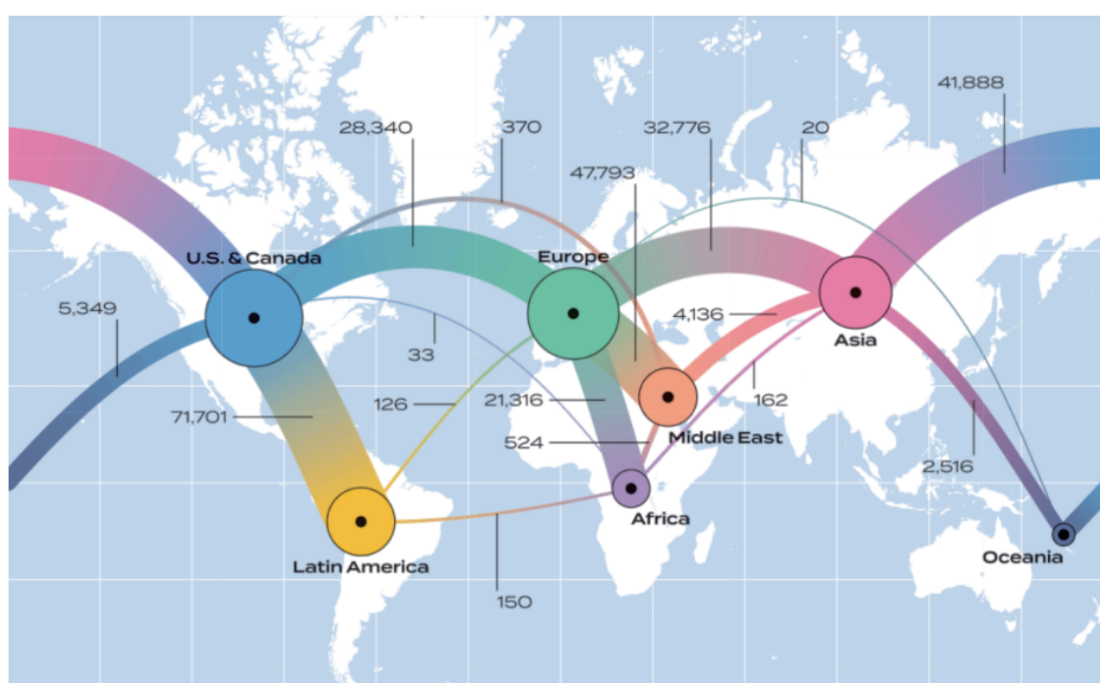 41,888
28,340
370
32,776
20
47,793
U.S. & Canada
Europe
5,349
4,136
Asia
33
126
21,316
162
71,701
Middle East
524
2,516
Africa
Oceania
Latin America
150